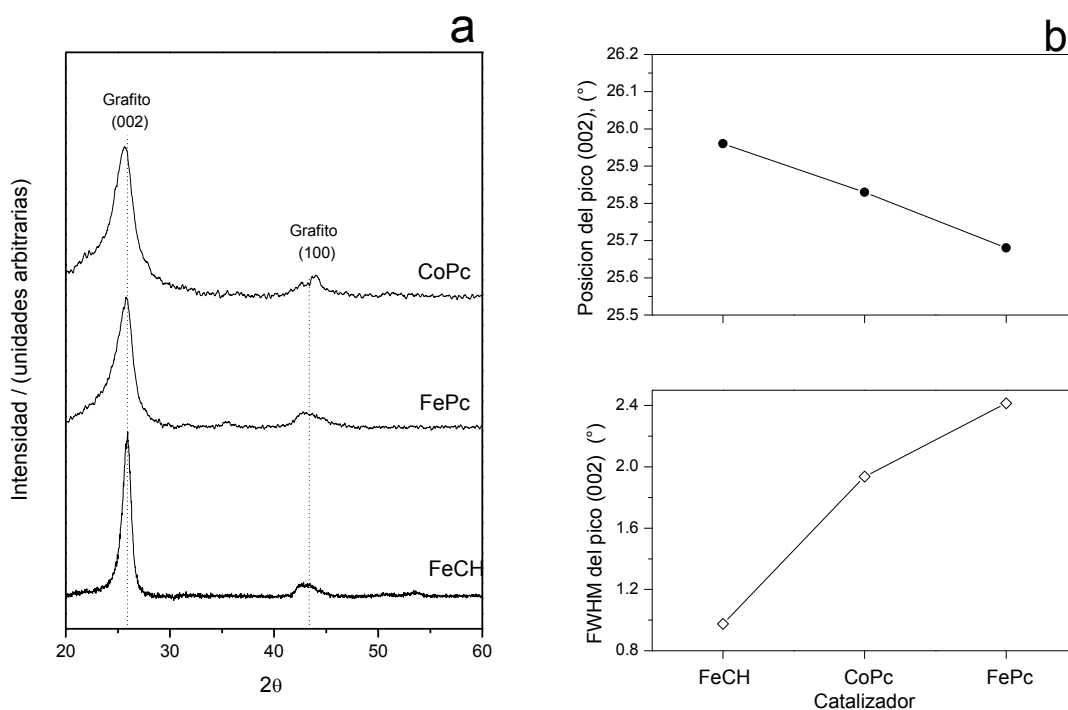 a
Grafito
(002)
Grafito
(100)
CoPc
FePc
FeCH
Intensidad / (unidades arbitrarias)
20
30
40
50
60
2θ
b
26.2
26.1
26.0
25.9
25.8
25.7
25.6
25.5
Posicion del pico (002), (°)
2.4
2.0
1.6
1.2
0.8
FWHM del pico (002) (°)
FeCH
CoPc
FePc
Catalizador